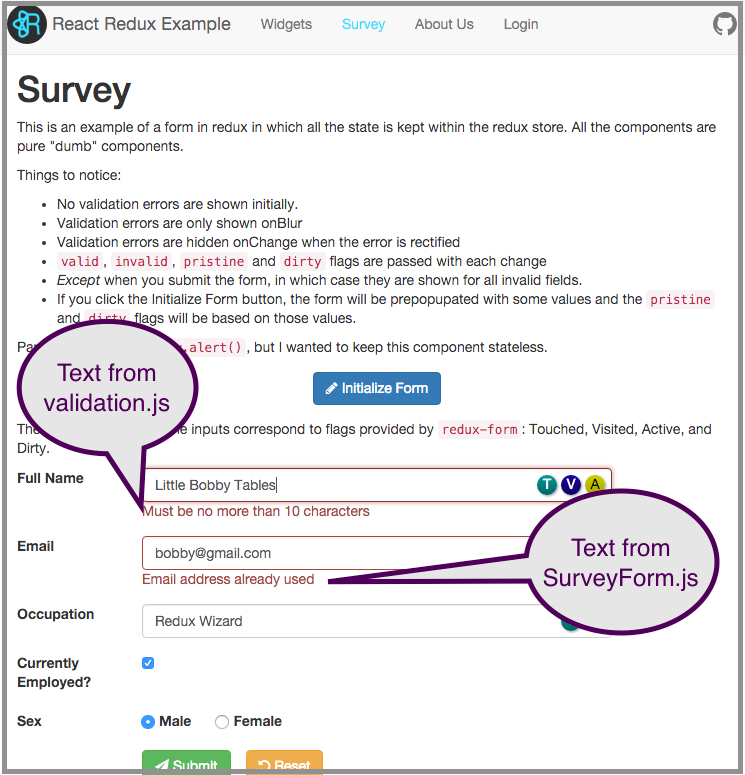 React Redux Example Widgets Survey About Us Login
Survey
This is an example of a form in redux in which all the state is kept within the redux store. All the components are
pure "dumb" components.
Things to notice:
• No validation errors are shown initially.
• Validation errors are only shown onBlur
• Validation errors are hidden onChange when the error is rectified
• valid, invalid, pristine and dirty flags are passed with each change
• Except when you submit the form, in which case they are shown for all invalid fields.
• If you click the Initialize Form button, the form will be prepopupated with some values and the pristine
and dirty flags will be based on those values.
.alert(), but I wanted to keep this component stateless.
Text from
validation.js
Initialize Form
inputs correspond to flags provided by redux-form: Touched, Visited, Active, and
Dirty.
Full Name Little Bobby Tables T V A
Must be no more than 10 characters
Email bobby@gmail.com
Email address already used
Text from
SurveyForm.js
Occupation Redux Wizard
Currently
Employed?
Sex Male Female
Submit Reset